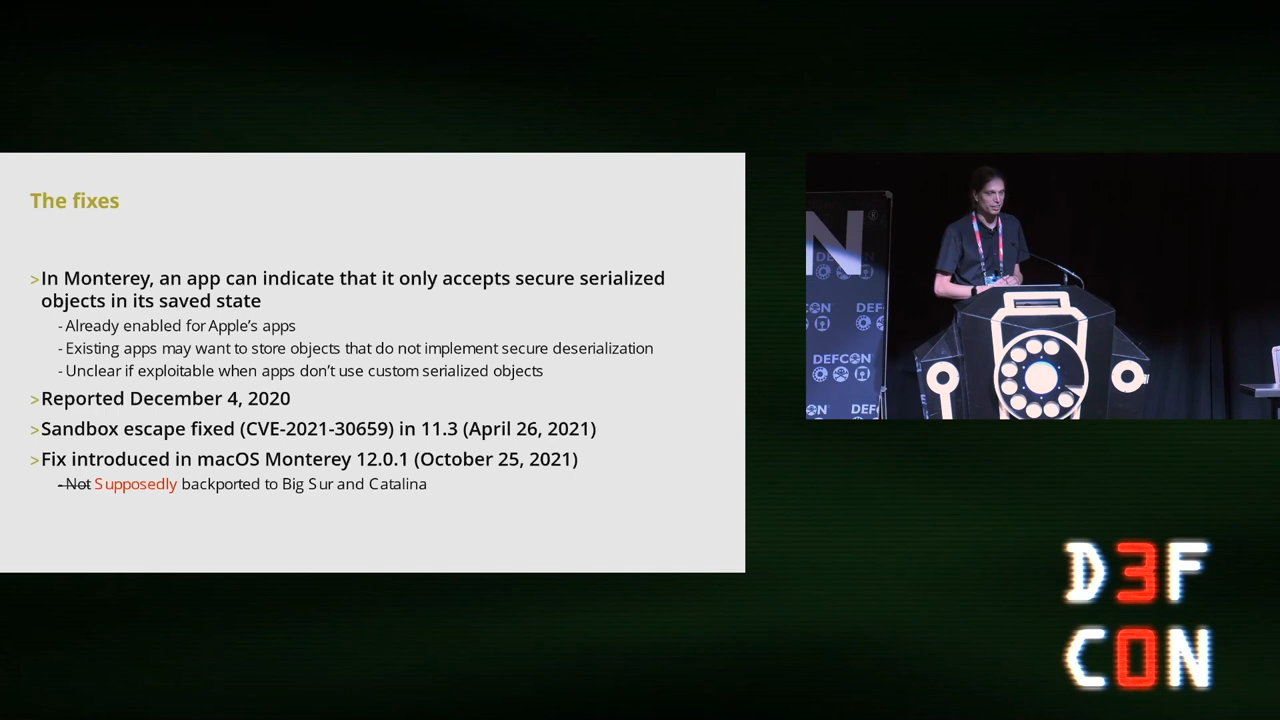 The fixes
>In Monterey, an app can indicate that it only accepts secure serialized
objects in its saved state
- Already enabled for Apple's apps
- Existing apps may want to store objects that do not implement secure deserialization
- Unclear if exploitable when apps don't use custom serialized objects
>Reported December 4, 2020
>Sandbox escape fixed (CVE-2021-30659) in 11.3 (April 26, 2021)
>Fix introduced in macOS Monterey 12.0.1 (October 25, 2021)
- Not Supposedly backported to Big Sur and Catalina
N®
CON
DEF
DEFCON
ON
DEF
D3F
C0N